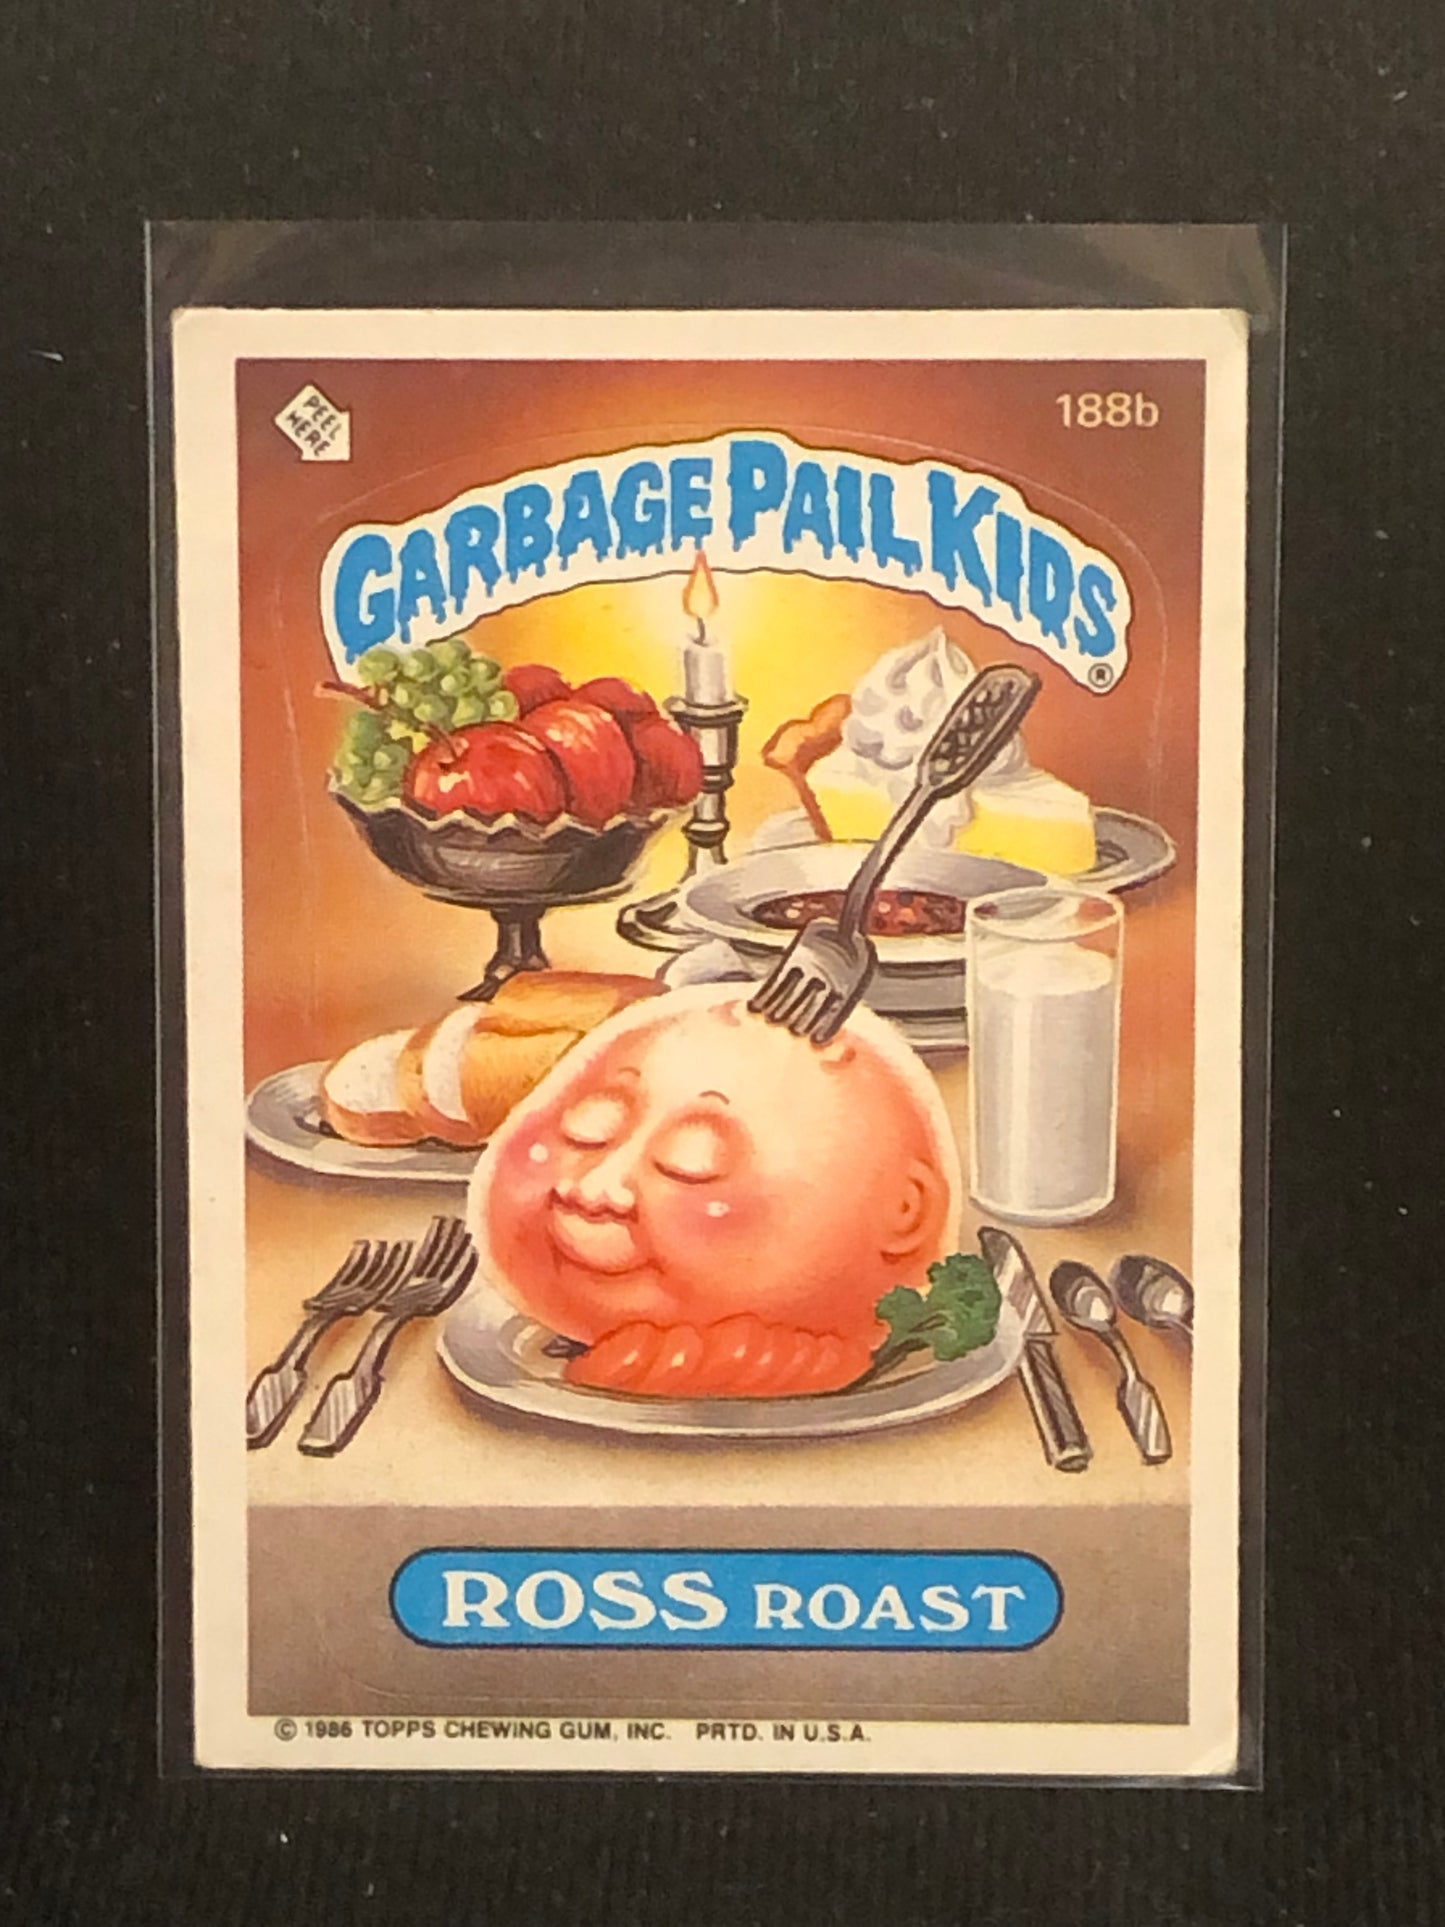 PEEL
HERE
188b
GARBAGE PAIL KIDS
®
ROSS ROAST
© 1986 TOPPS CHEWING GUM, INC. PRTD. IN U.S.A.